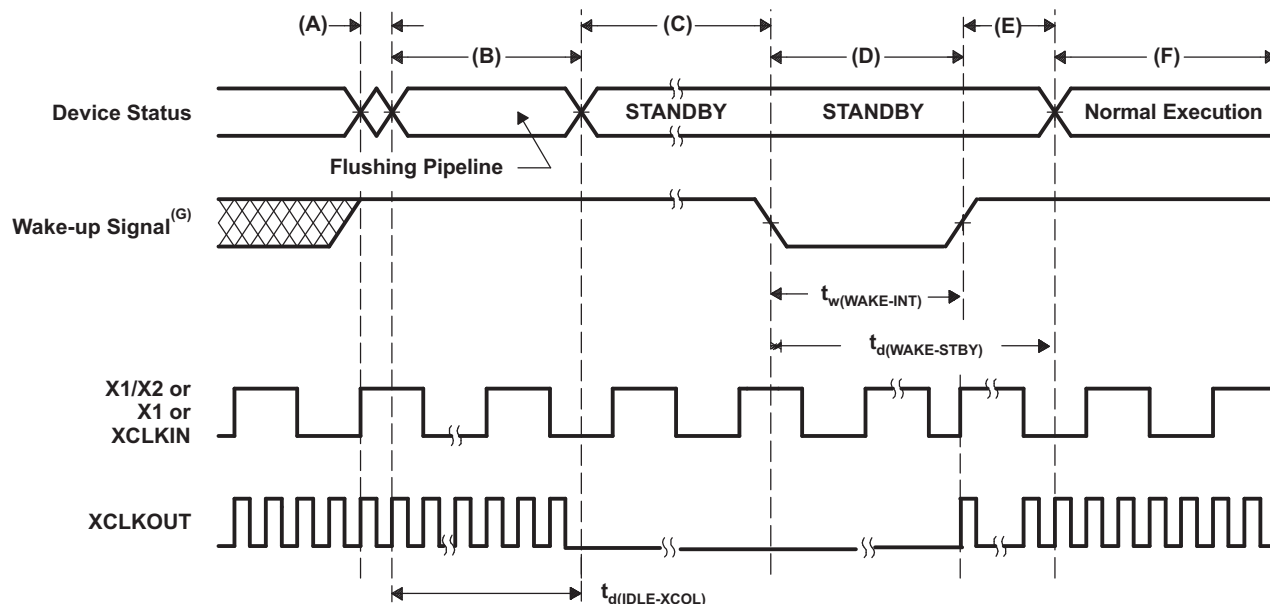 (A)
(C)
(E)
(B)
(D)
(F)
Device Status
STANDBY
STANDBY
Normal Execution
Flushing Pipeline
Wake-up Signal(G)
tw(WAKE-INT)
td(WAKE-STBY)
X1/X2 or
X1 or
XCLKIN
XCLKOUT
td(IDLE-XCOL)